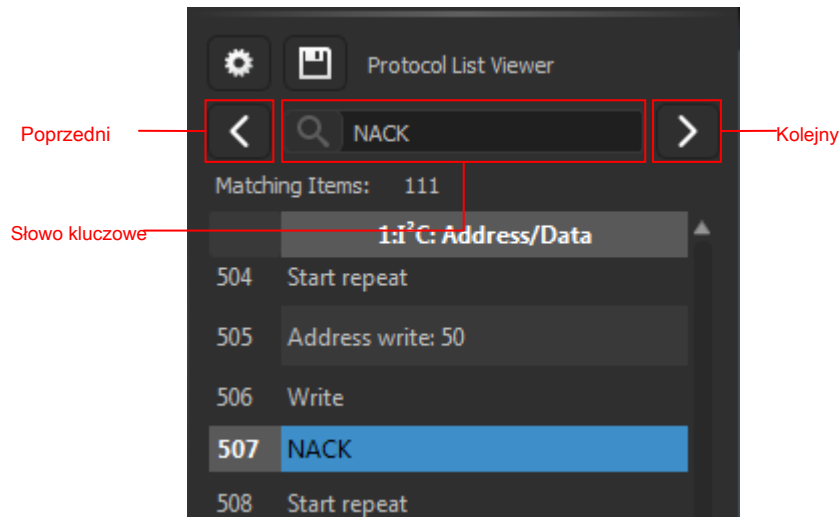 Protocol List Viewer
Poprzedni
NACK
Kolejny
Matching Items: 111
Słowo kluczowe
1:I²C: Address/Data
504 Start repeat
505 Address write: 50
506 Write
507 NACK
508 Start repeat